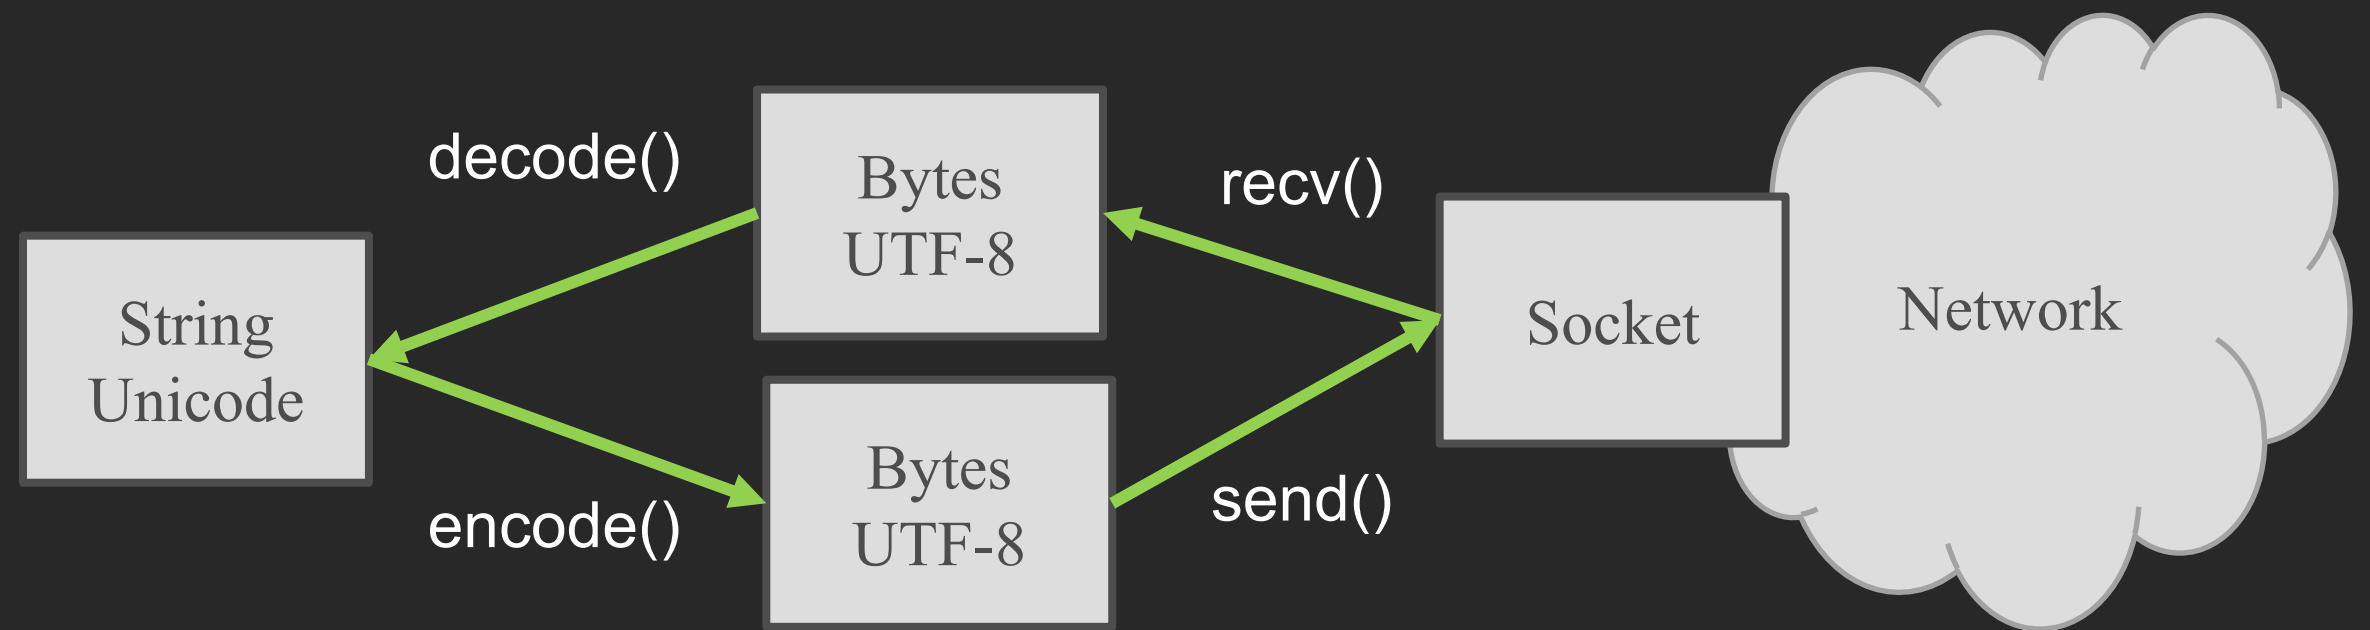 decode()
Bytes
UTF-8
recv()
String
Unicode
Socket
Network
encode()
Bytes
UTF-8
send()